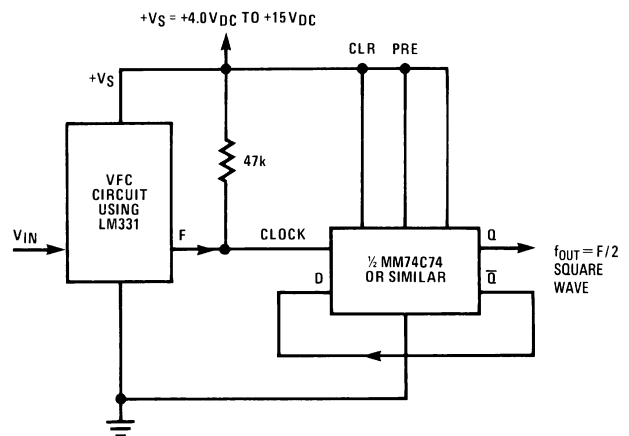 +VS = +4.0VDC TO +15VDC
CLR PRE
+VS
47k
VFC
CIRCUIT
USING
LM331
VIN
F
CLOCK
½ MM74C74
OR SIMILAR
D
Q
Q̅
fOUT = F/2
SQUARE
WAVE